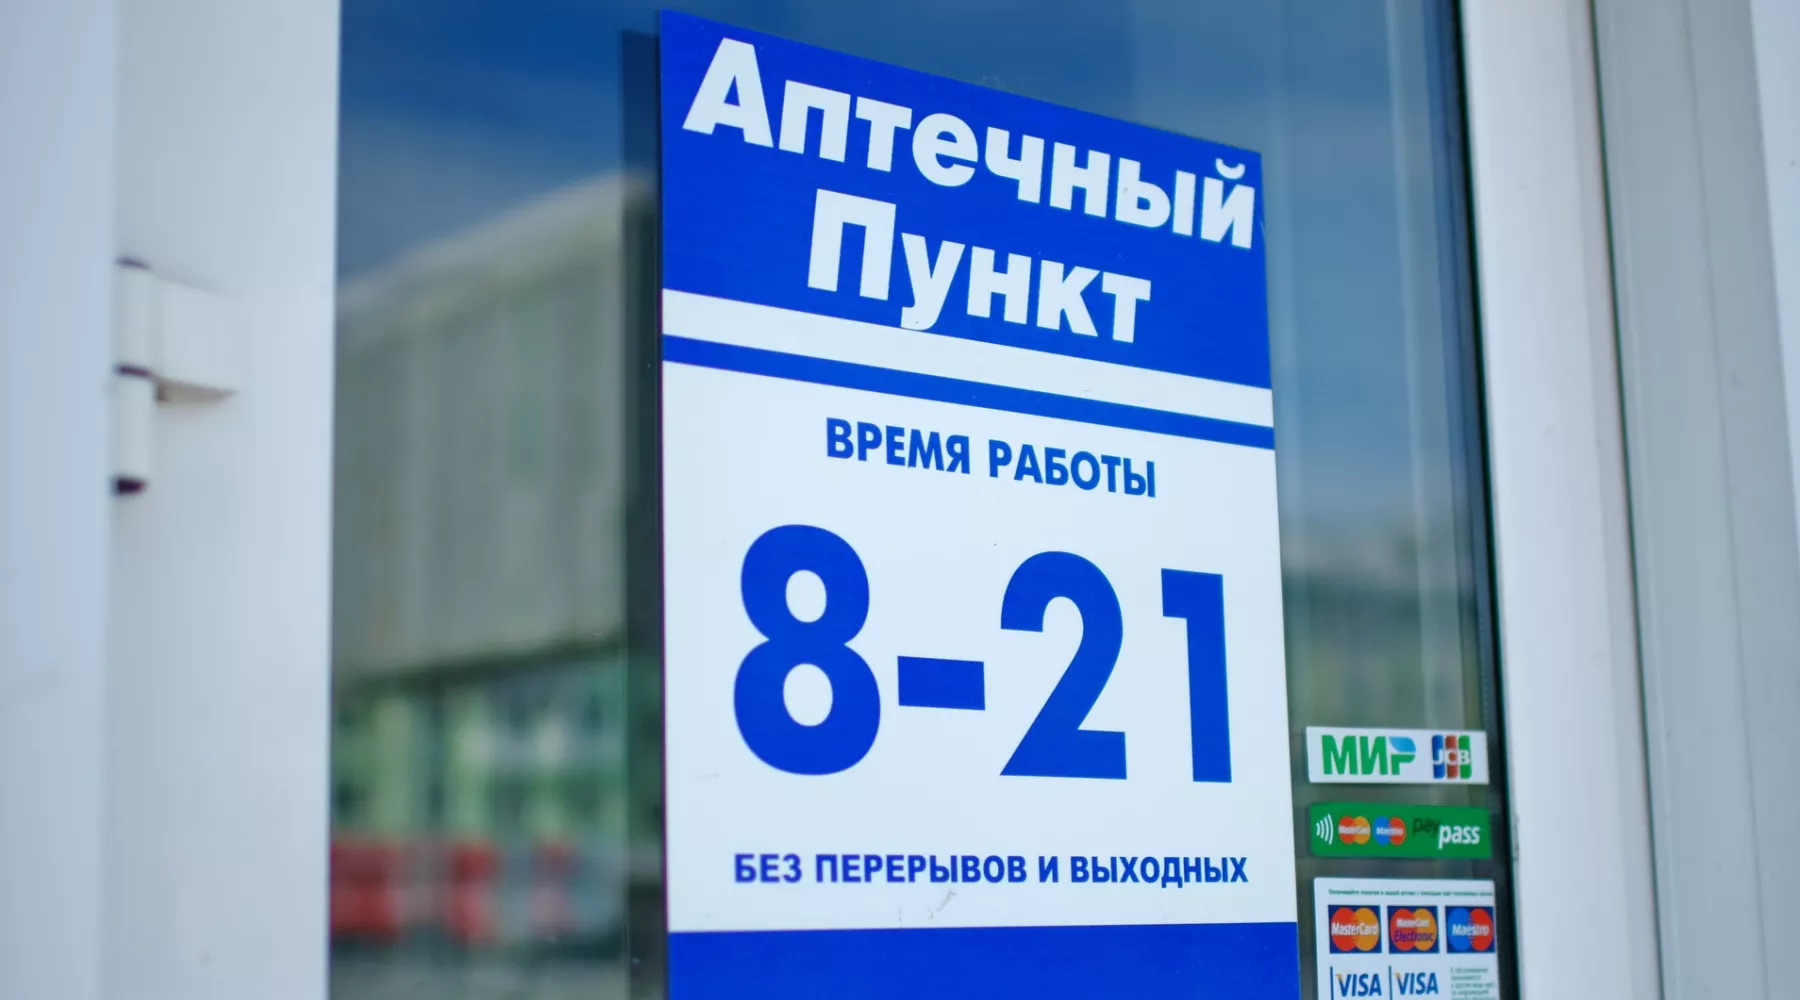 Аптечный
Пункт
ВРЕМЯ РАБОТЫ
8-21
БЕЗ ПЕРЕРЫВОВ И ВЫХОДНЫХ
МИР JCB
MasterCard Maestro paypass
MasterCard MasterCard Electronic Maestro
VISA VISA